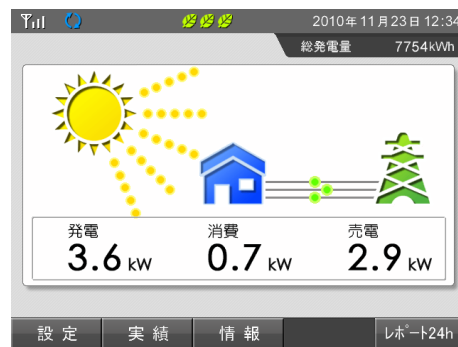 2010年11月23日 12:34
総発電量 7754kWh
発電 消費 売電
3.6 kW 0.7 kW 2.9 kW
設定 実績 情報 レポート24h